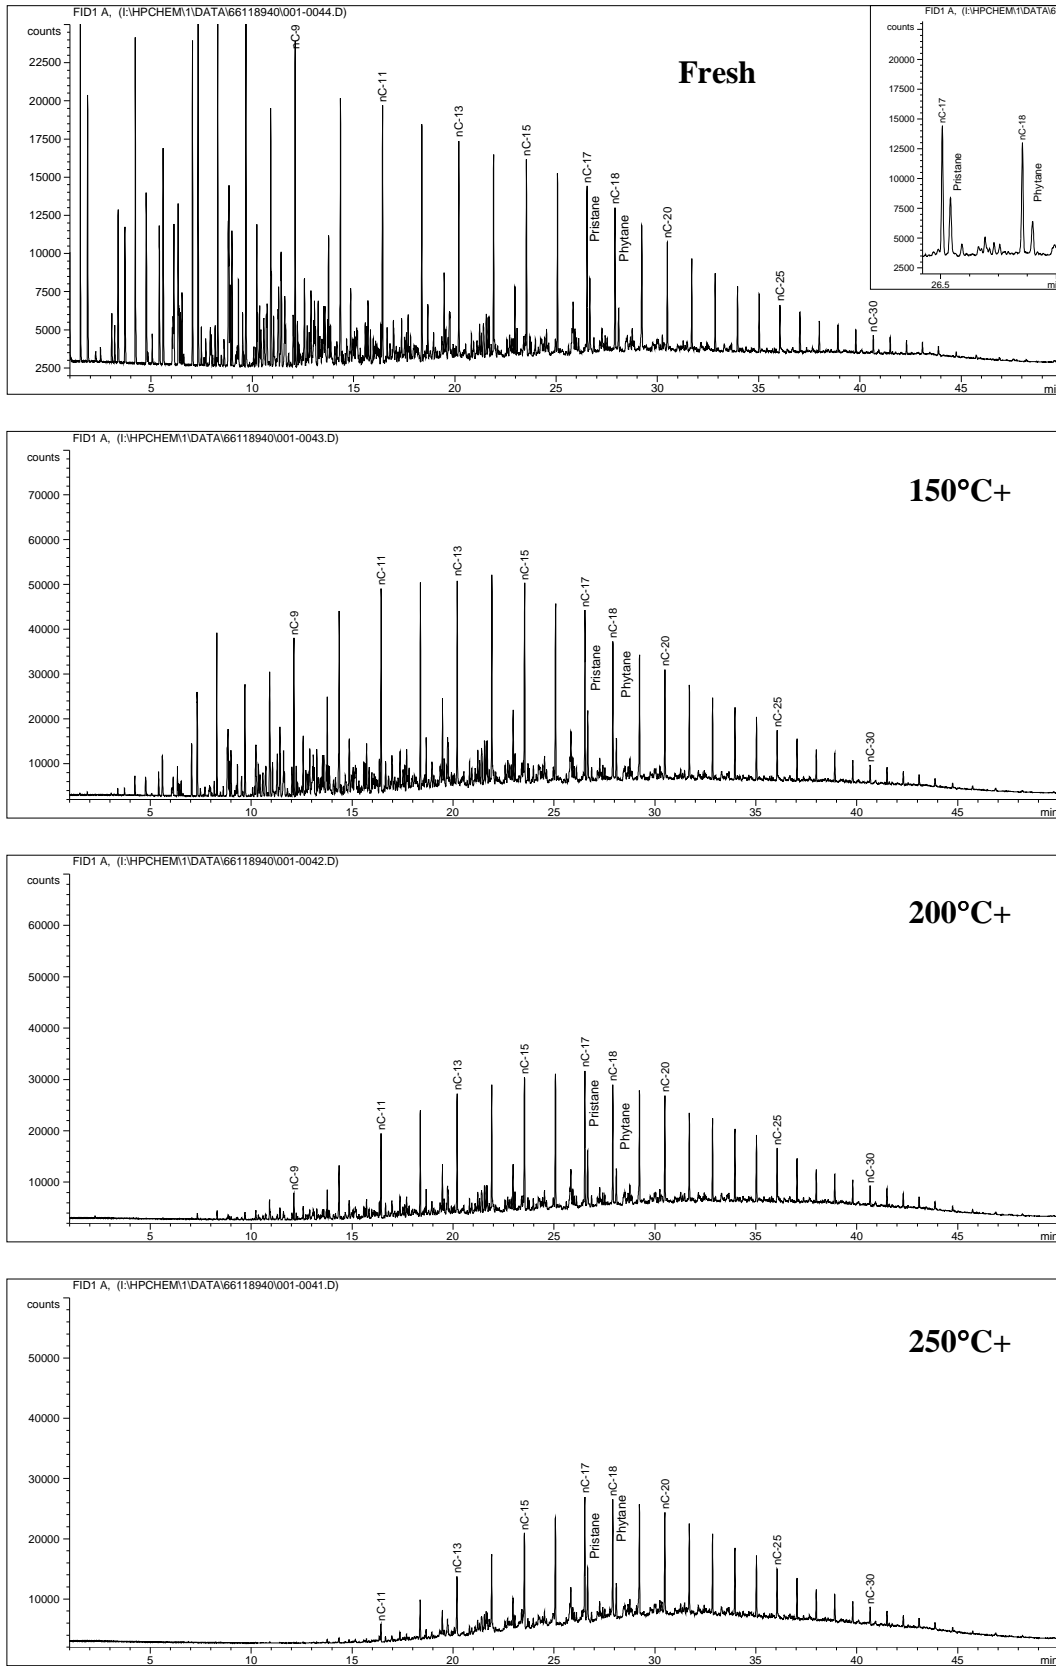 FID1 A,  (I:\HPCHEM\1\DATA\66118940\001-0044.D)
counts
22500
20000
17500
15000
12500
10000
7500
5000
2500
nC-9
nC-11
nC-13
nC-15
nC-17
Pristane
nC-18
Phytane
nC-20
nC-25
nC-30
Fresh
5 10 15 20 25 30 35 40 45 min
FID1 A,  (I:\HPCHEM\1\DATA\6
counts
20000
17500
15000
12500
10000
7500
5000
2500
nC-17
Pristane
nC-18
Phytane
26.5
FID1 A,  (I:\HPCHEM\1\DATA\66118940\001-0043.D)
counts
70000
60000
50000
40000
30000
20000
10000
nC-9
nC-11
nC-13
nC-15
nC-17
Pristane
nC-18
Phytane
nC-20
nC-25
nC-30
150°C+
5 10 15 20 25 30 35 40 45 min
FID1 A,  (I:\HPCHEM\1\DATA\66118940\001-0042.D)
counts
60000
50000
40000
30000
20000
10000
nC-9
nC-11
nC-13
nC-15
nC-17
Pristane
nC-18
Phytane
nC-20
nC-25
nC-30
200°C+
5 10 15 20 25 30 35 40 45 min
FID1 A,  (I:\HPCHEM\1\DATA\66118940\001-0041.D)
counts
50000
40000
30000
20000
10000
nC-11
nC-13
nC-15
nC-17
Pristane
nC-18
Phytane
nC-20
nC-25
nC-30
250°C+
5 10 15 20 25 30 35 40 45 min